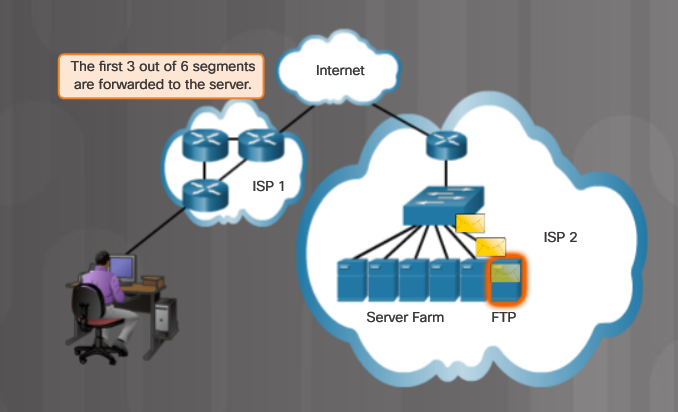 The first 3 out of 6 segments
are forwarded to the server.
Internet
ISP 1
ISP 2
Server Farm
FTP